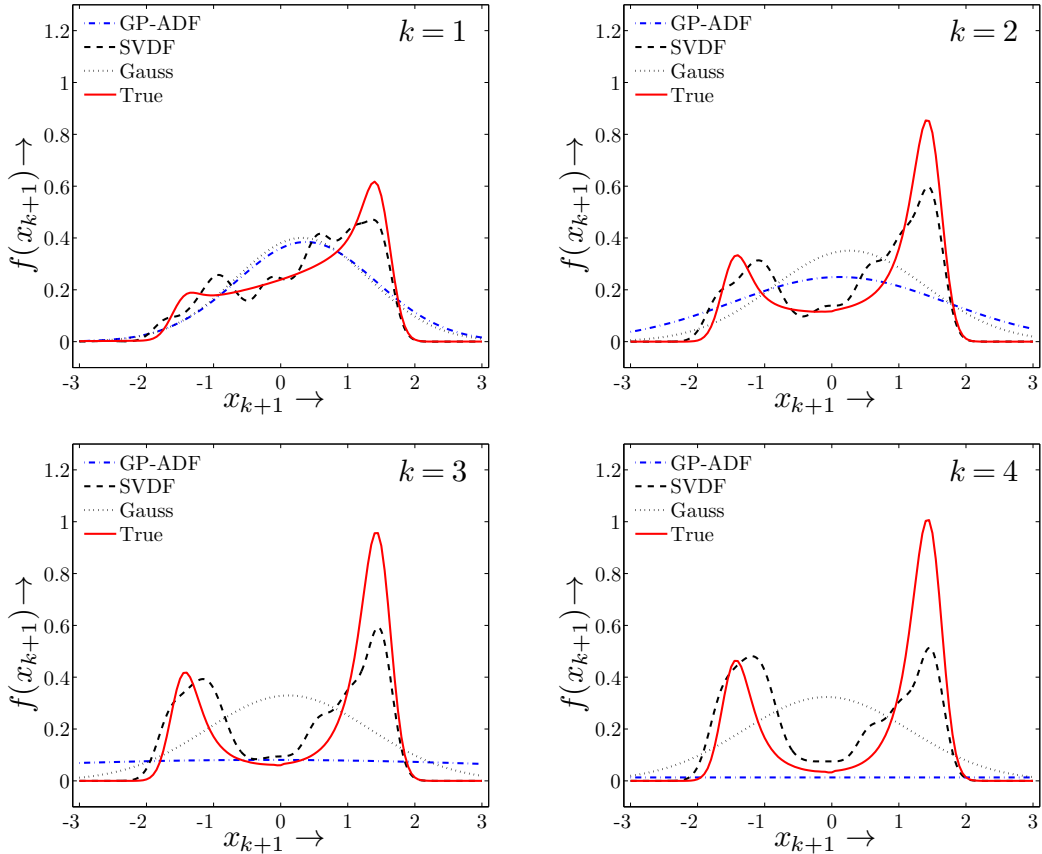 k = 1
GP-ADF
SVDF
Gauss
True
1.2
1
0.8
0.6
0.4
0.2
0
f(x_{k+1}) →
-3 -2 -1 0 1 2 3
x_{k+1} →
k = 2
GP-ADF
SVDF
Gauss
True
1.2
1
0.8
0.6
0.4
0.2
0
f(x_{k+1}) →
-3 -2 -1 0 1 2 3
x_{k+1} →
k = 3
GP-ADF
SVDF
Gauss
True
1.2
1
0.8
0.6
0.4
0.2
0
f(x_{k+1}) →
-3 -2 -1 0 1 2 3
x_{k+1} →
k = 4
GP-ADF
SVDF
Gauss
True
1.2
1
0.8
0.6
0.4
0.2
0
f(x_{k+1}) →
-3 -2 -1 0 1 2 3
x_{k+1} →